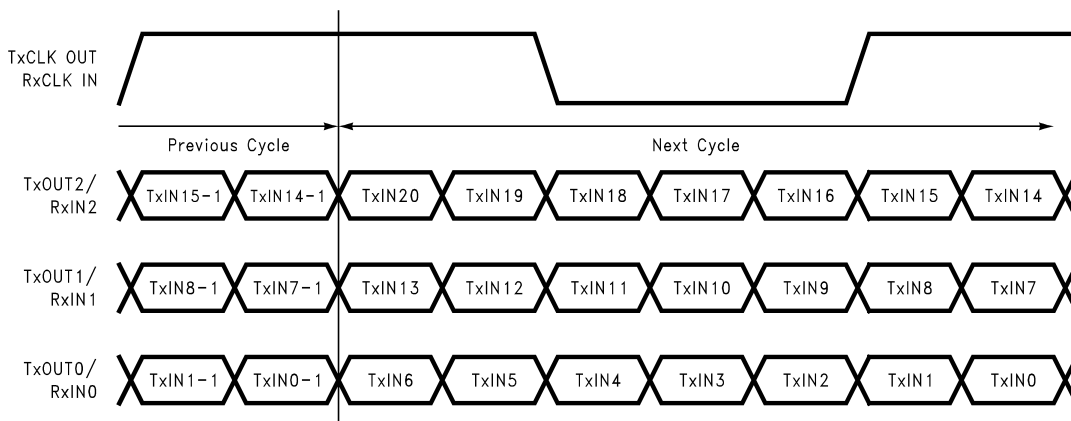 TxCLK OUT
RxCLK IN
Previous Cycle Next Cycle
TxOUT2/
RxIN2
TxIN15-1 TxIN14-1 TxIN20 TxIN19 TxIN18 TxIN17 TxIN16 TxIN15 TxIN14
TxOUT1/
RxIN1
TxIN8-1 TxIN7-1 TxIN13 TxIN12 TxIN11 TxIN10 TxIN9 TxIN8 TxIN7
TxOUT0/
RxIN0
TxIN1-1 TxIN0-1 TxIN6 TxIN5 TxIN4 TxIN3 TxIN2 TxIN1 TxIN0